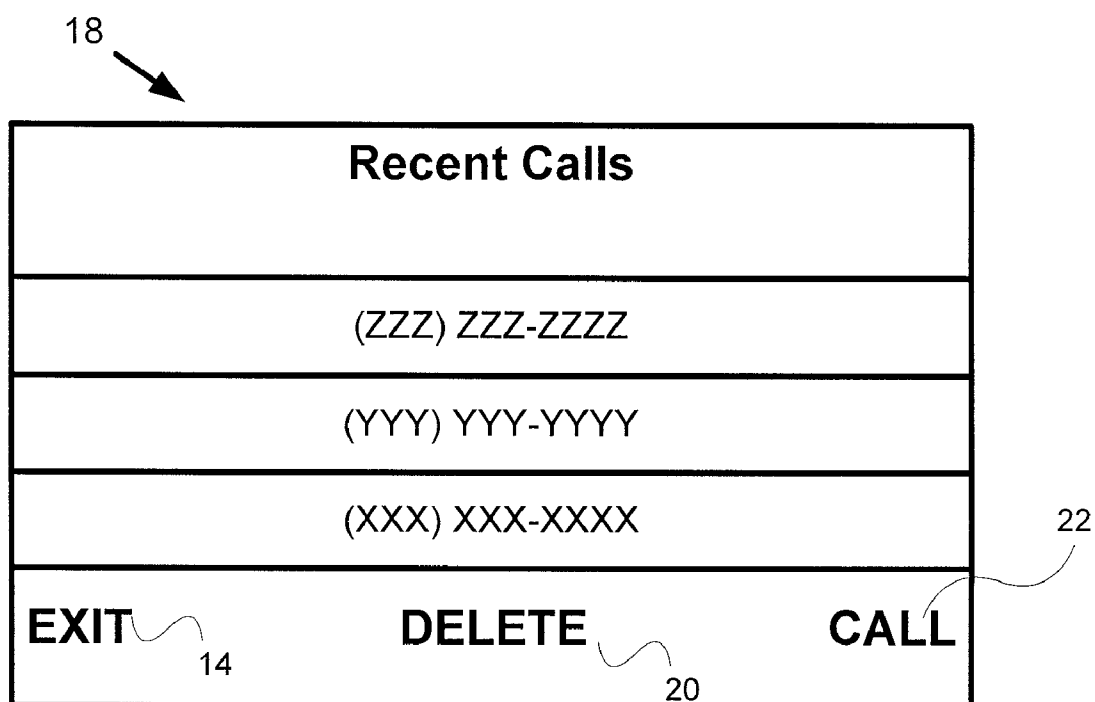 18
Recent Calls
(ZZZ) ZZZ-ZZZZ
(YYY) YYY-YYYY
(XXX) XXX-XXXX
22
EXIT DELETE CALL
14
20